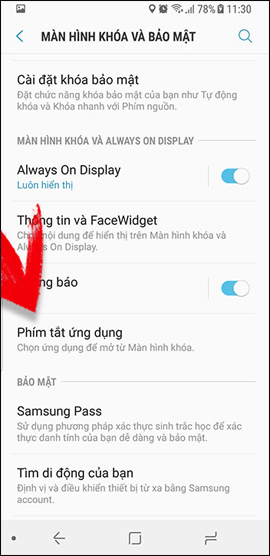 78% 11:30
MÀN HÌNH KHÓA VÀ BẢO MẬT
Cài đặt khóa bảo mật
Đặt chức năng khóa bảo mật của bạn như Tự động
khóa và Khóa nhanh với Phím nguồn.
MÀN HÌNH KHÓA VÀ ALWAYS ON DISPLAY
Always On Display
Luôn hiển thị
Thông tin và FaceWidget
Chọn nội dung để hiển thị trên Màn hình khóa và
Always On Display.
báo
Phím tắt ứng dụng
Chọn ứng dụng để mở từ Màn hình khóa.
BẢO MẬT
Samsung Pass
Sử dụng phương pháp xác thực sinh trắc học để xác
thực danh tính của bạn dễ dàng và bảo mật.
Tìm di động của bạn
Định vị và điều khiển thiết bị từ xa bằng Samsung
account.